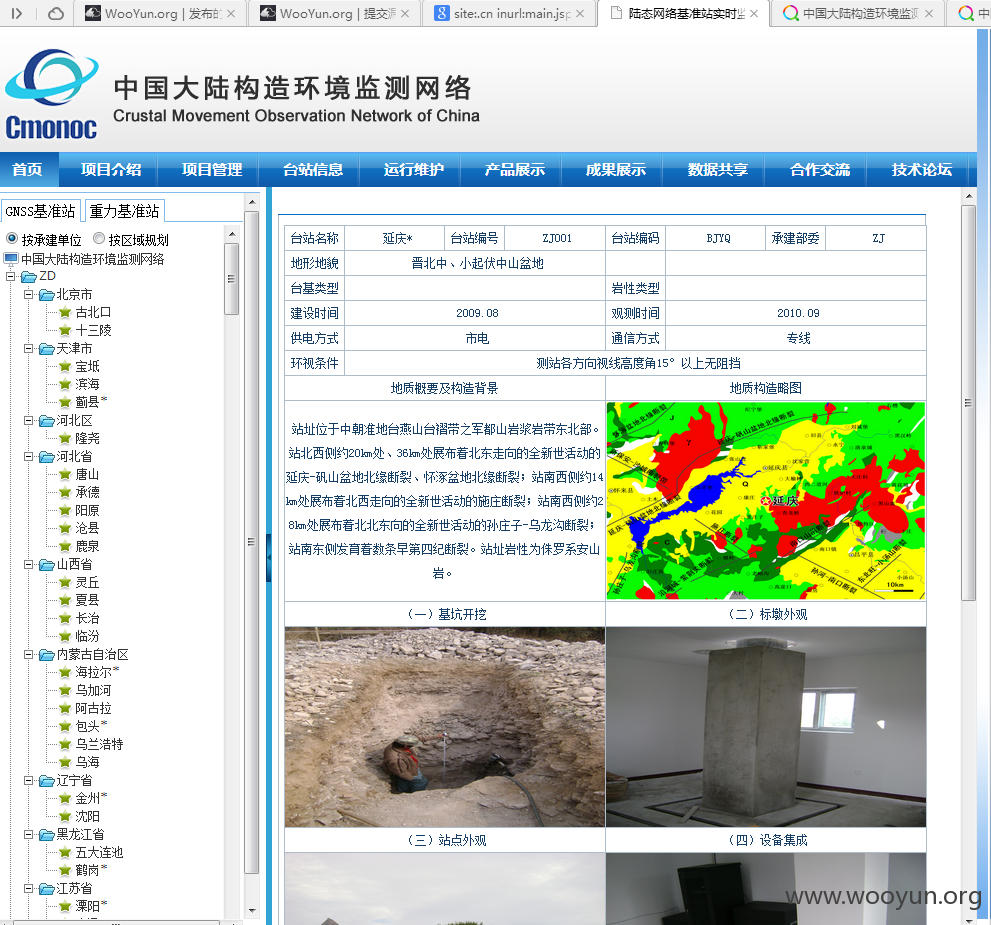 WooYun.org | 发布的
WooYun.org | 提交漏
site:.cn inurl:main.jsp
陆态网络基准站实时监
中国大陆构造环境监测
中
Cmonoc
中国大陆构造环境监测网络
Crustal Movement Observation Network of China
首页 项目介绍 项目管理 台站信息 运行维护 产品展示 成果展示 数据共享 合作交流 技术论坛
GNSS基准站 重力基准站
按承建单位 按区域规划
中国大陆构造环境监测网络
ZD
北京市
古北口
十三陵
天津市
宝坻
滨海
蓟县*
河北区
隆尧
河北省
唐山
承德
阳原
沧县
鹿泉
山西省
灵丘
夏县
长治
临汾
内蒙古自治区
海拉尔*
乌加河
阿古拉
包头*
乌兰浩特
乌海
辽宁省
金州*
沈阳
黑龙江省
五大连池
鹤岗*
江苏省
溧阳*
台站名称 延庆* 台站编号 ZJ001 台站编码 BJYQ 承建部委 ZJ
地形地貌 晋北中、小起伏中山盆地
台基类型 岩性类型
建设时间 2009.08 观测时间 2010.09
供电方式 市电 通信方式 专线
环视条件 测站各方向视线高度角15°以上无阻挡
地质概要及构造背景 地质构造略图
站址位于中朝准地台燕山台褶带之军都山岩浆岩带东北部。
站北西侧约20km处、36km处展布着北东走向的全新世活动的
延庆-矾山盆地北缘断裂、怀涿盆地北缘断裂；站南西侧约14
km处展布着北西走向的全新世活动的施庄断裂；站南西侧约2
8km处展布着北北东向的全新世活动的孙庄子-乌龙沟断裂；
站南东侧发育着数条早第四纪断裂。站址岩性为侏罗系安山
岩。
延庆
10km
（一）基坑开挖 （二）标墩外观
（三）站点外观 （四）设备集成
www.wooyun.org